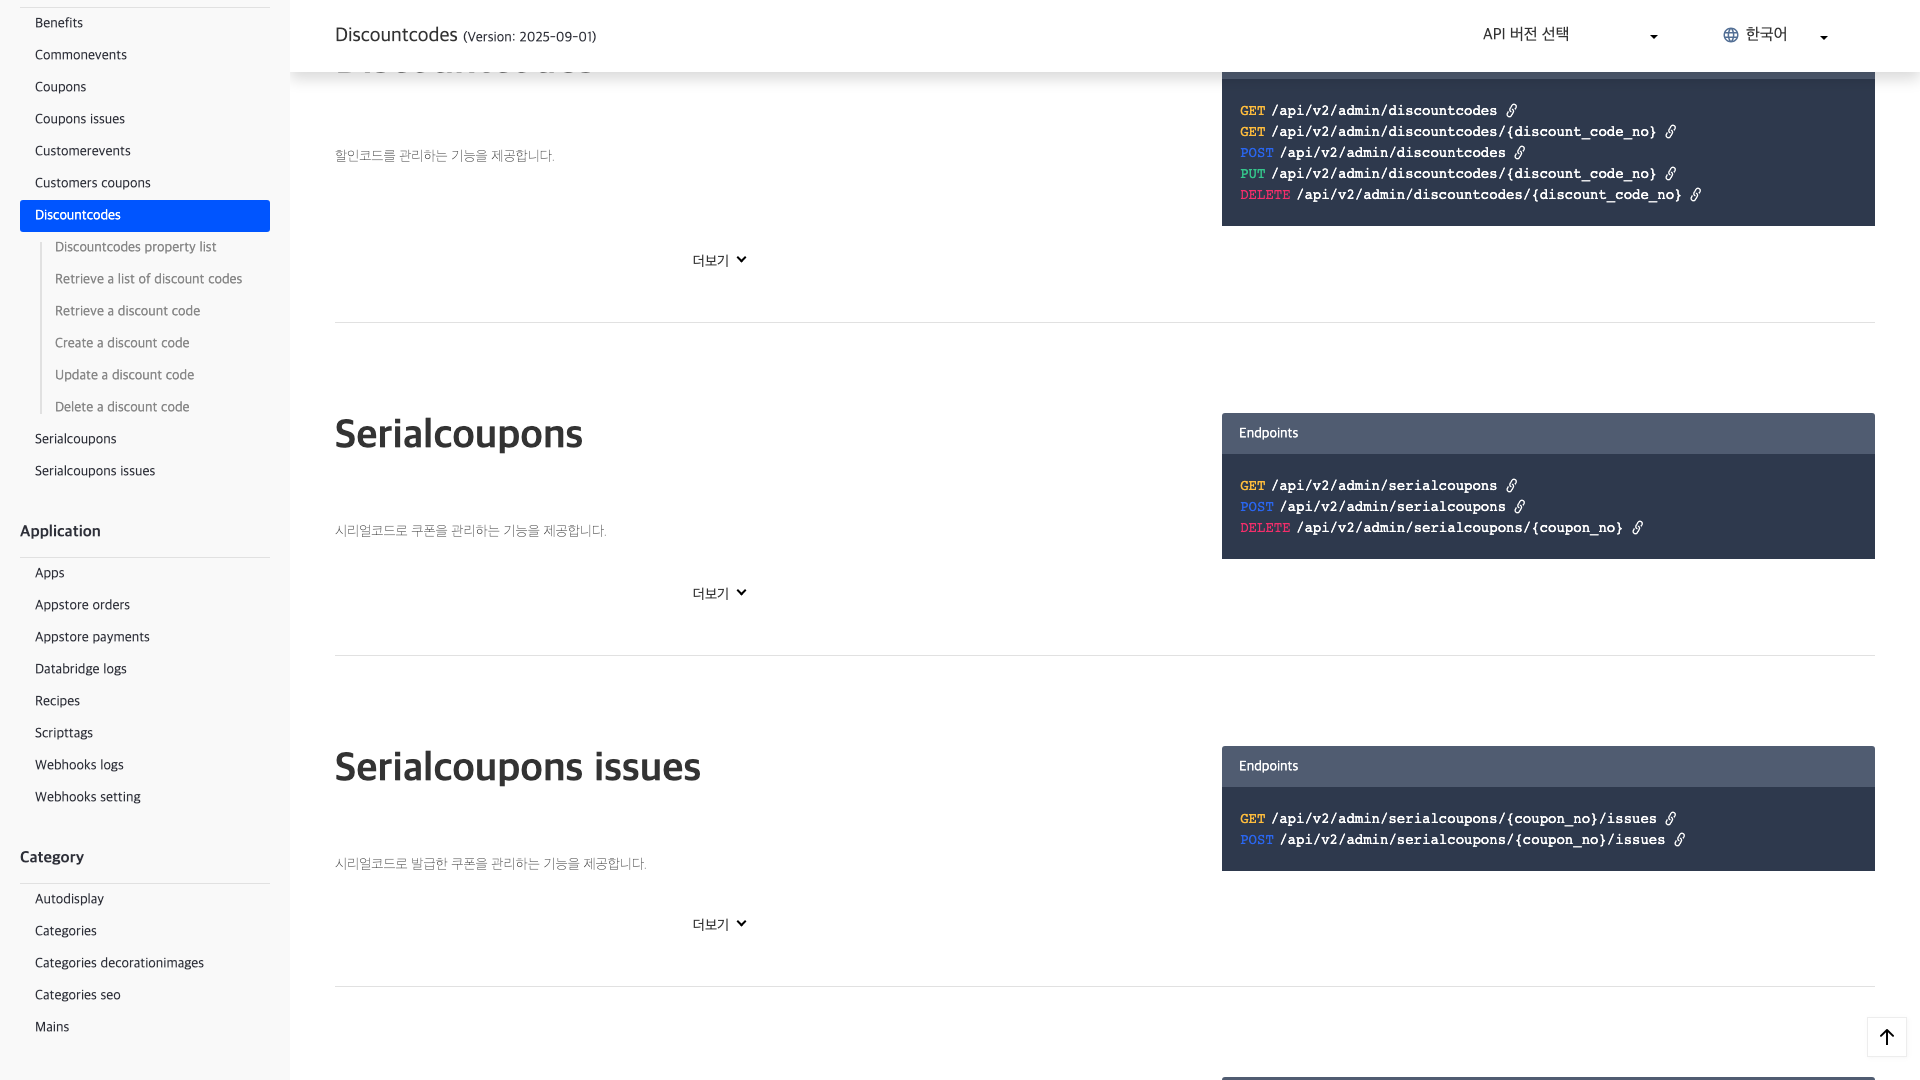 Benefits
Commonevents
Coupons
Coupons issues
Customerevents
Customers coupons
Discountcodes
Discountcodes property list
Retrieve a list of discount codes
Retrieve a discount code
Create a discount code
Update a discount code
Delete a discount code
Serialcoupons
Serialcoupons issues
Application
Apps
Appstore orders
Appstore payments
Databridge logs
Recipes
Scripttags
Webhooks logs
Webhooks setting
Category
Autodisplay
Categories
Categories decorationimages
Categories seo
Mains
Discountcodes (Version: 2025-09-01)
API 버전 선택
한국어
할인코드를 관리하는 기능을 제공합니다.
GET /api/v2/admin/discountcodes
GET /api/v2/admin/discountcodes/{discount_code_no}
POST /api/v2/admin/discountcodes
PUT /api/v2/admin/discountcodes/{discount_code_no}
DELETE /api/v2/admin/discountcodes/{discount_code_no}
더보기
Serialcoupons
시리얼코드로 쿠폰을 관리하는 기능을 제공합니다.
Endpoints
GET /api/v2/admin/serialcoupons
POST /api/v2/admin/serialcoupons
DELETE /api/v2/admin/serialcoupons/{coupon_no}
더보기
Serialcoupons issues
시리얼코드로 발급한 쿠폰을 관리하는 기능을 제공합니다.
Endpoints
GET /api/v2/admin/serialcoupons/{coupon_no}/issues
POST /api/v2/admin/serialcoupons/{coupon_no}/issues
더보기